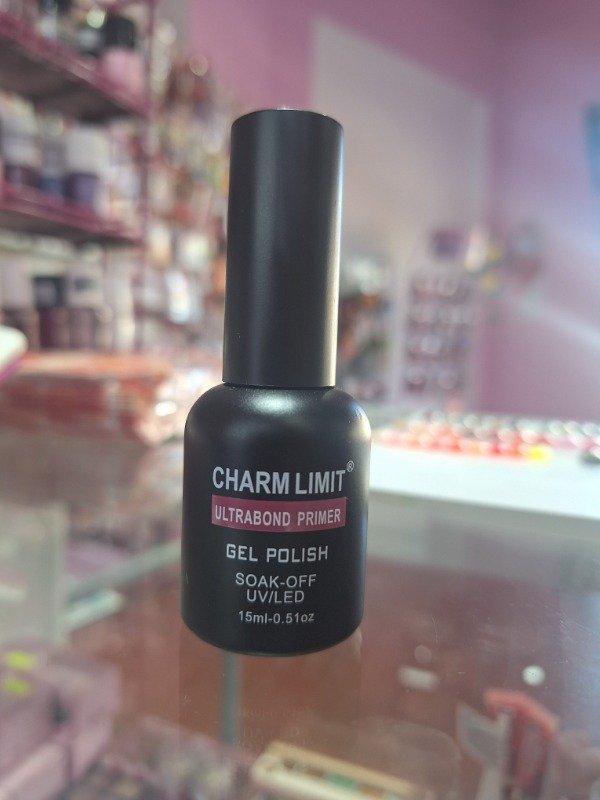 CHARM LIMIT®
ULTRABOND PRIMER
GEL POLISH
SOAK-OFF
UV/LED
15ml-0.51oz